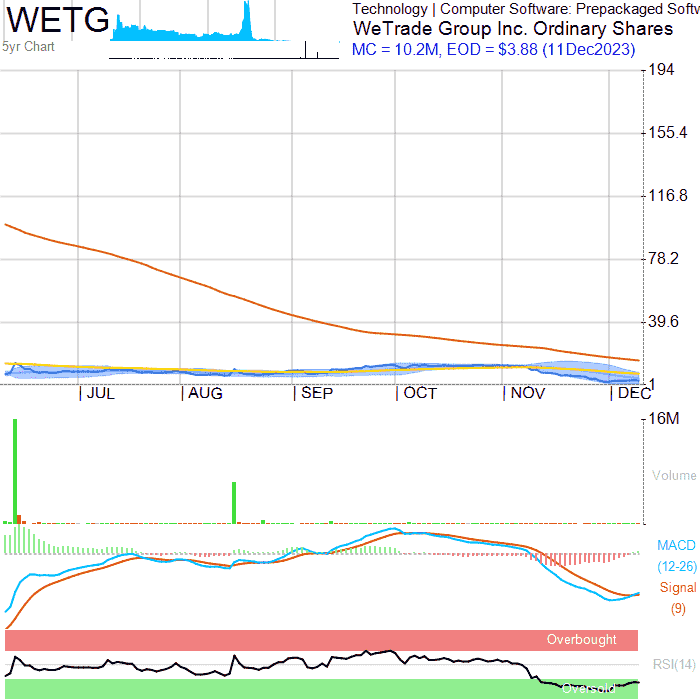 WETG
5yr Chart
Technology | Computer Software: Prepackaged Softw
WeTrade Group Inc. Ordinary Shares
MC = 10.2M, EOD = $3.88 (11Dec2023)
194
155.4
116.8
78.2
39.6
1
JUL AUG SEP OCT NOV DEC
16M
Volume
MACD
(12-26)
Signal
(9)
Overbought
RSI(14)
Oversold